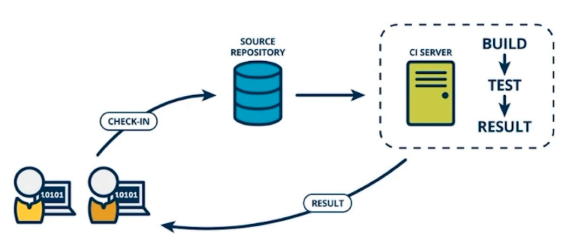 SOURCE
REPOSITORY
CI SERVER
BUILD
TEST
RESULT
CHECK-IN
10101
10101
RESULT